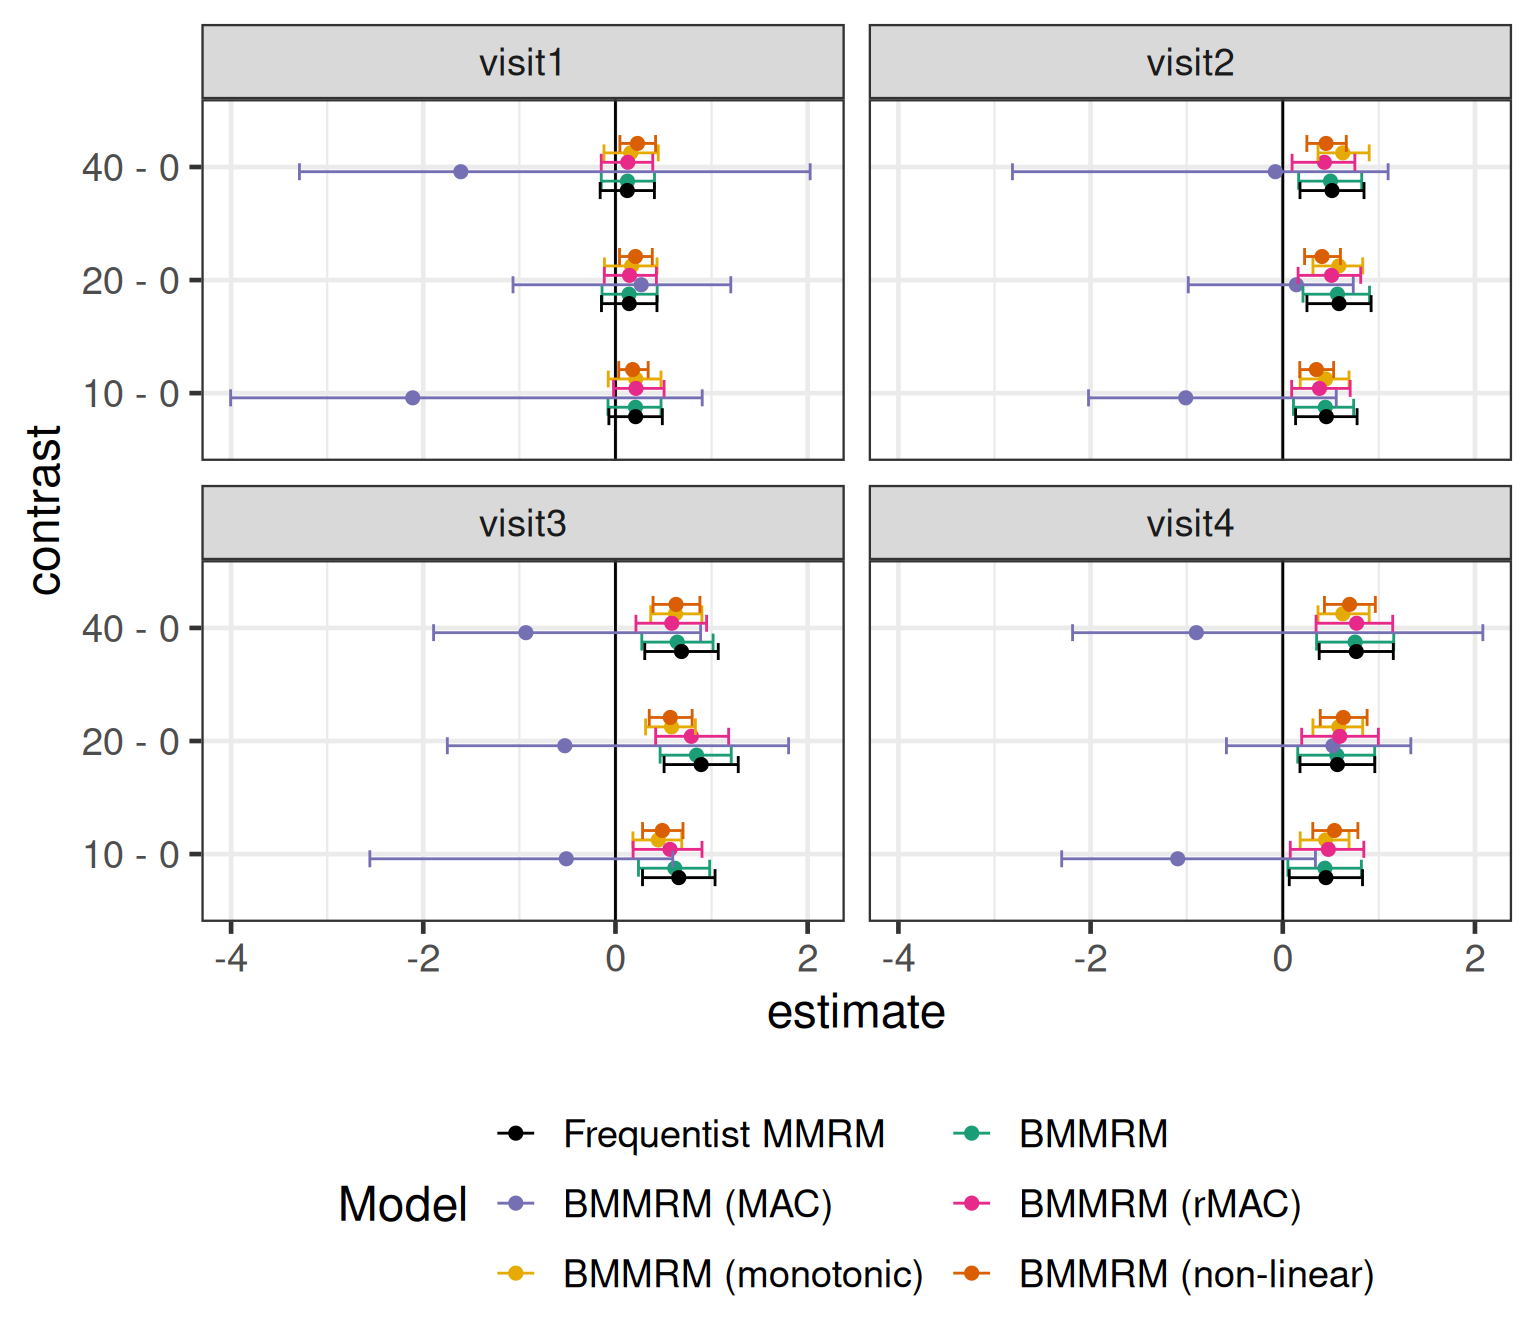 visit1
visit2
40 - 0
20 - 0
10 - 0
contrast
visit3
visit4
40 - 0
20 - 0
10 - 0
-4 -2 0 2
-4 -2 0 2
estimate
Model
Frequentist MMRM
BMMRM
BMMRM (MAC)
BMMRM (rMAC)
BMMRM (monotonic)
BMMRM (non-linear)